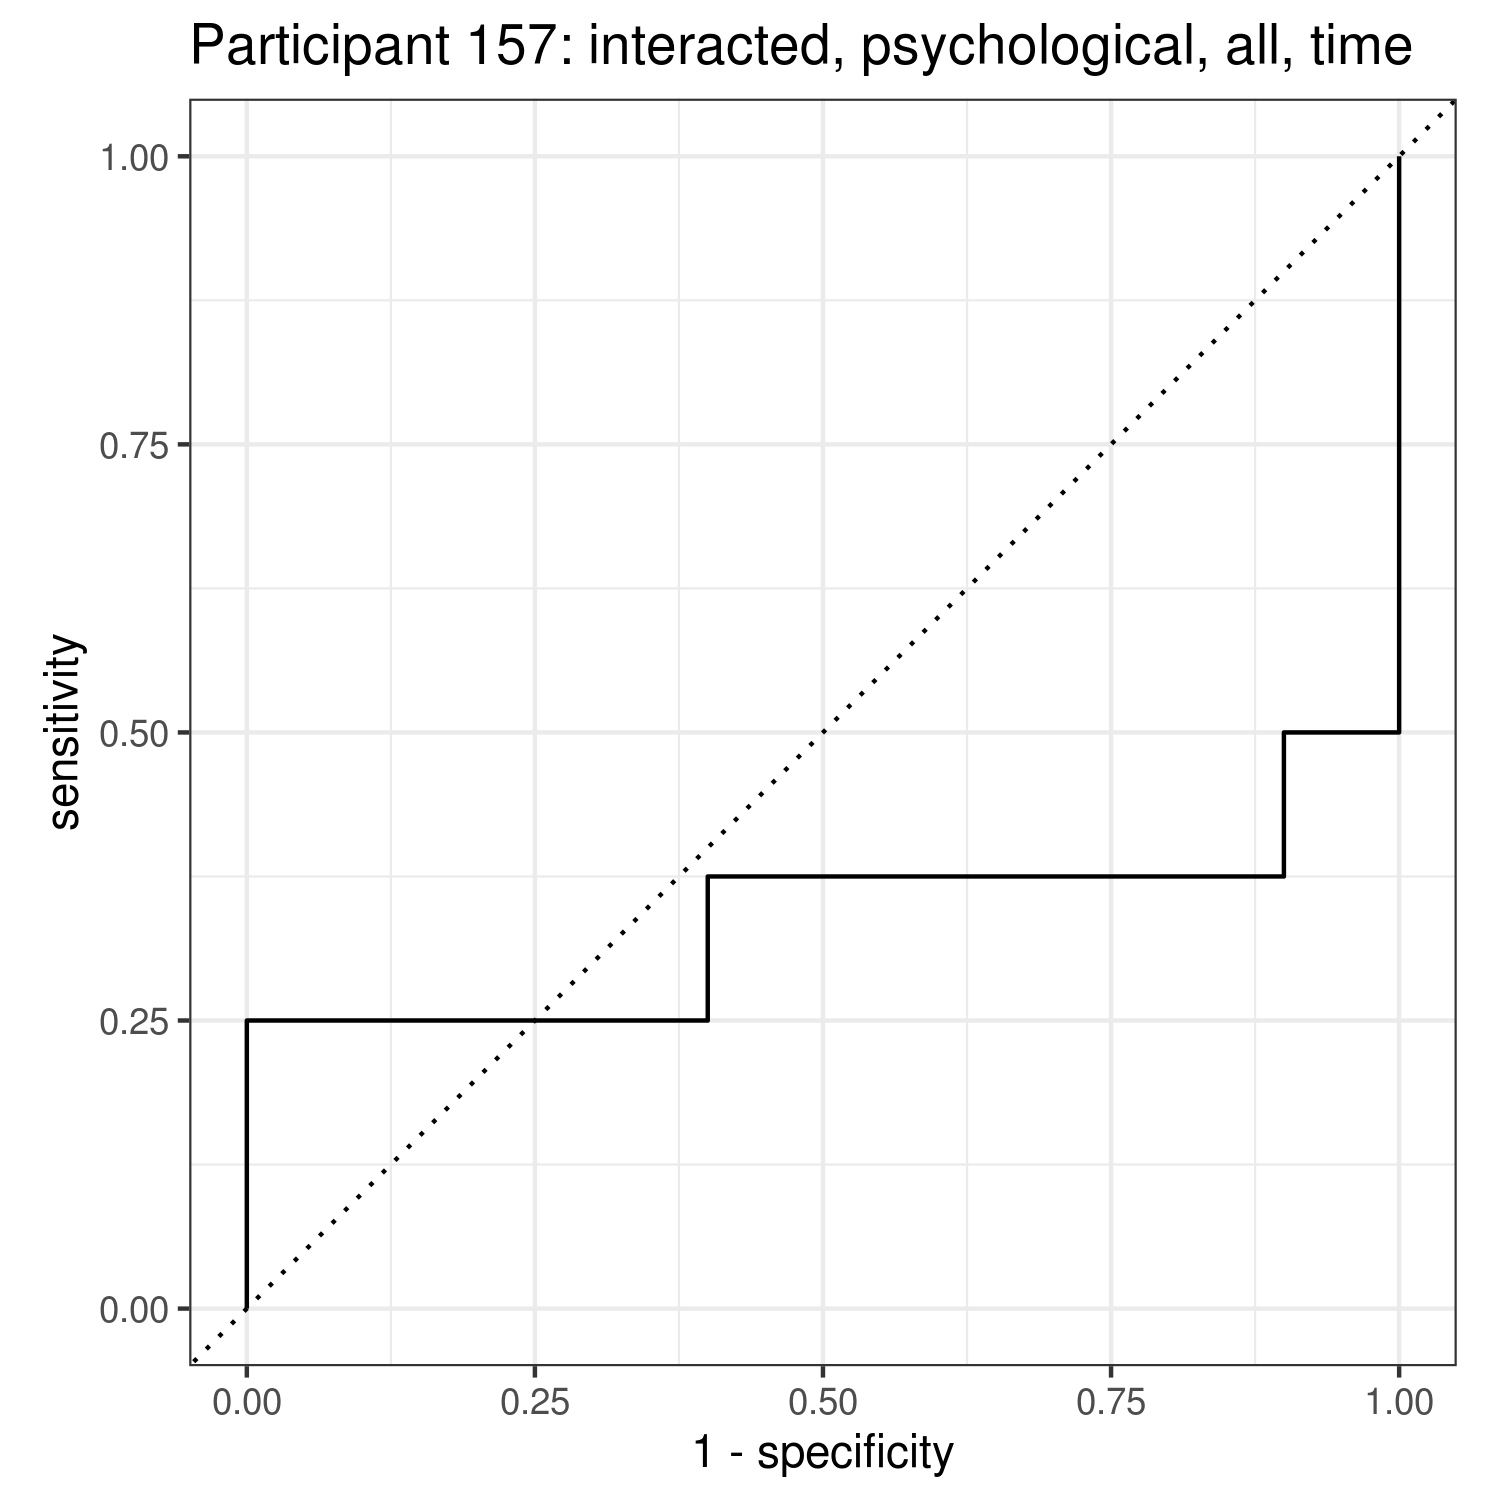 Participant 157: interacted, psychological, all, time
1.00
0.75
0.50
0.25
0.00
sensitivity
0.00 0.25 0.50 0.75 1.00
1 - specificity